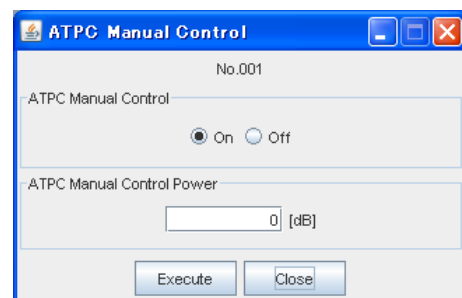 ATPC Manual Control
No.001
ATPC Manual Control
On Off
ATPC Manual Control Power
0 [dB]
Execute Close